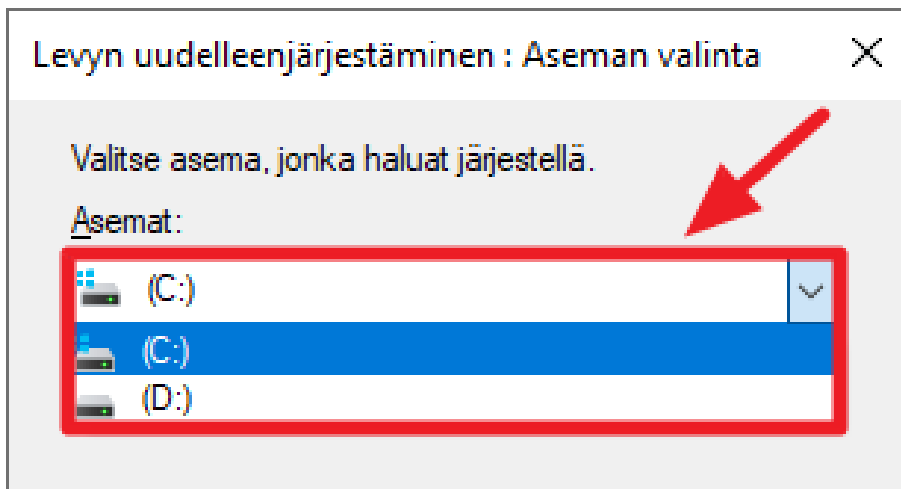 Levyn uudelleenjärjestäminen : Aseman valinta
Valitse asema, jonka haluat järjestellä.
Asemat:
(C:)
(C:)
(D:)